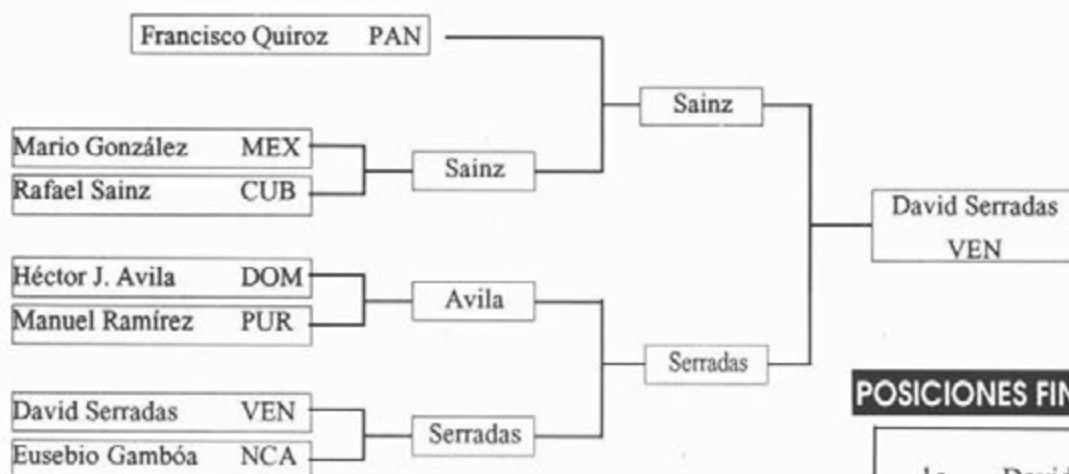 Francisco Quiroz PAN
Sainz
Mario González MEX
Sainz
Rafael Sainz CUB
David Serradas
VEN
Héctor J. Avila DOM
Avila
Manuel Ramírez PUR
Serradas
David Serradas VEN
Serradas
Eusebio Gambóa NCA
POSICIONES FIN